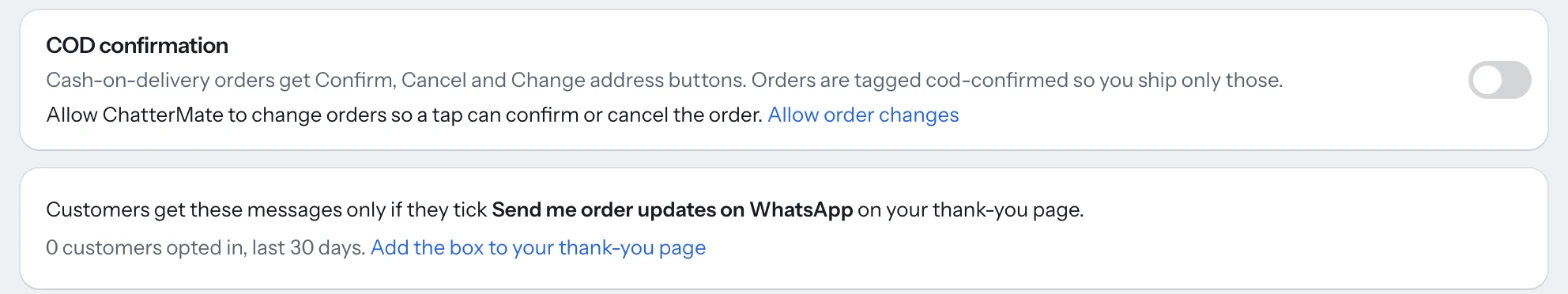 COD confirmation
Cash-on-delivery orders get Confirm, Cancel and Change address buttons. Orders are tagged cod-confirmed so you ship only those.
Allow ChatterMate to change orders so a tap can confirm or cancel the order. Allow order changes
Customers get these messages only if they tick Send me order updates on WhatsApp on your thank-you page.
0 customers opted in, last 30 days. Add the box to your thank-you page